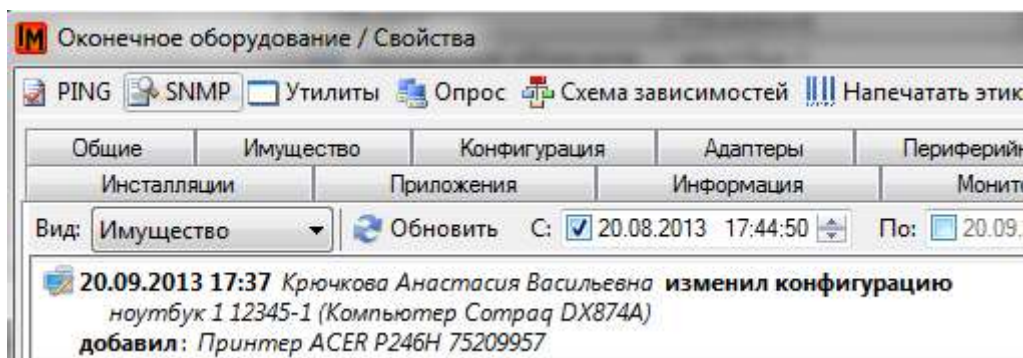 IM Оконечное оборудование / Свойства
PING SNMP Утилиты Опрос Схема зависимостей Напечатать этик
Общие Имущество Конфигурация Адаптеры Периферийн
Инсталляции Приложения Информация Монито
Вид: Имущество Обновить С: 20.08.2013 17:44:50 По: 20.09.
20.09.2013 17:37 Крючкова Анастасия Васильевна изменил конфигурацию
ноутбук 1 12345-1 (Компьютер Compaq DX874A)
добавил: Принтер ACER P246H 75209957